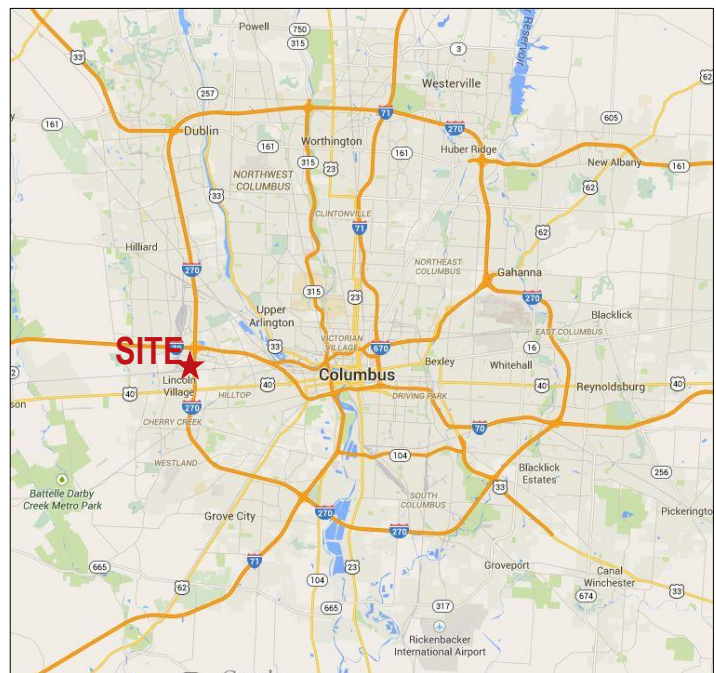 Powell
750
315
33
3
62
Westerville
257
605
161
71
Dublin
270
161
Worthington
Huber Ridge
315
23
161
New Albany
161
NORTHWEST
COLUMBUS
62
33
CLINTONVILLE
71
62
Hilliard
NORTHEAST
COLUMBUS
Gahanna
270
315
23
270
Upper
Arlington
Blacklick
EAST COLUMBUS
33
VICTORIAN
VILLAGE
670
16
SITE
Bexley
Whitehall
Columbus
Lincoln
Village
40
HILLTOP
40
40
Reynoldsburg
40
270
DRIVING PARK
CHERRY CREEK
70
104
WESTLAND
Blacklick
Estates
256
Battelle Darby
Creek Metro Park
33
SOUTH
COLUMBUS
Pickerington
Grove City
270
270
665
71
Groveport
62
104
23
Canal
Winchester
665
317
674
33
Rickenbacker
International Airport